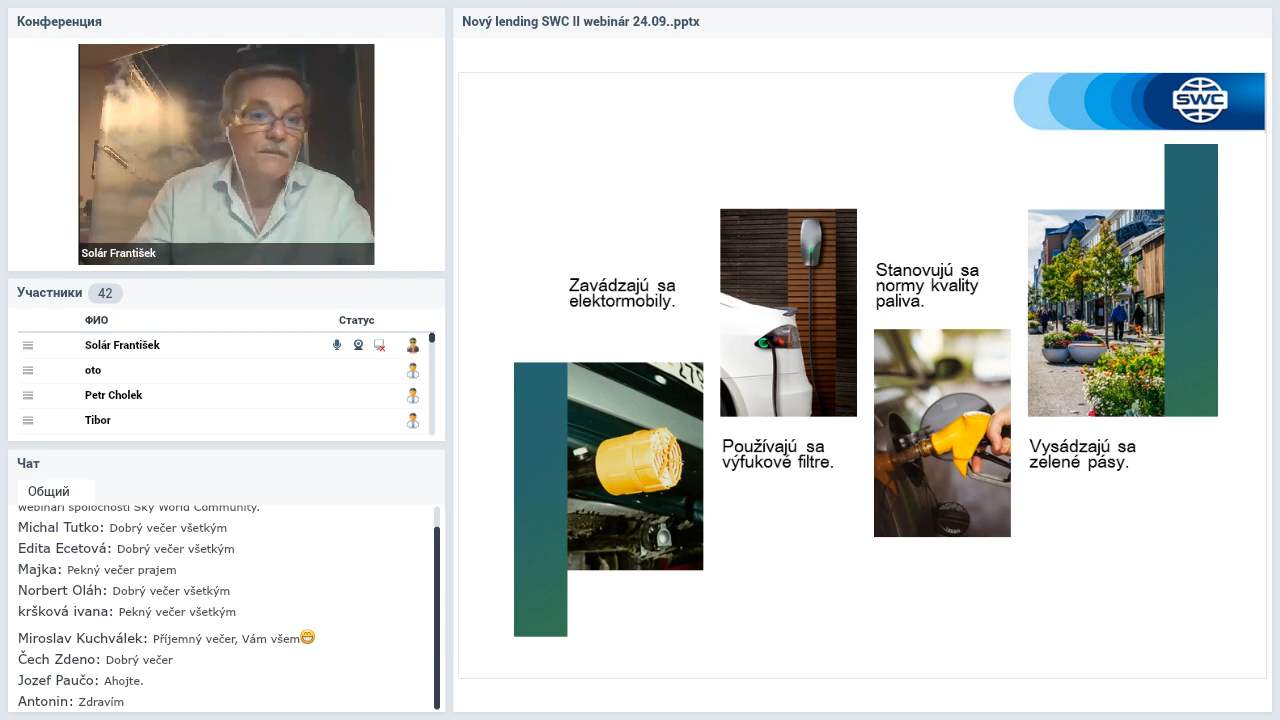 Конференция
Solár František
Участники 42
ФИО Статус
Solár František
oto
Petr Cholek
Tibor
Чат
Общий
webinári spoločnosti Sky World Community.
Michal Tutko: Dobrý večer všetkým
Edita Ecetová: Dobrý večer všetkým
Majka: Pekný večer prajem
Norbert Oláh: Dobrý večer všetkým
kršková ivana: Pekný večer všetkým
Miroslav Kuchválek: Příjemný večer, Vám všem
Čech Zdeno: Dobrý večer
Jozef Paučo: Ahojte.
Antonin: Zdravím
Nový lending SWC II webinár 24.09..pptx
SWC
Zavádzajú sa
elektormobily.
Stanovujú sa
normy kvality
paliva.
Používajú sa
výfukové filtre.
Vysádzajú sa
zelené pásy.